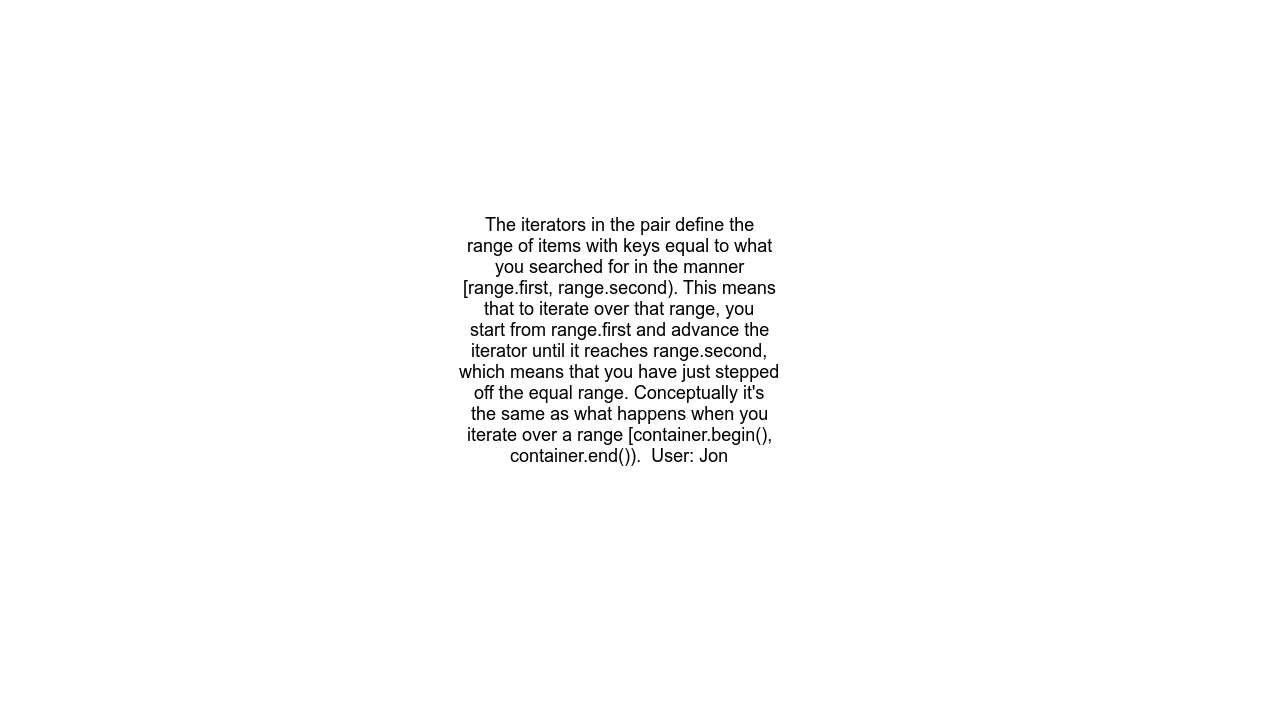 The iterators in the pair define the
range of items with keys equal to what
you searched for in the manner
[range.first, range.second). This means
that to iterate over that range, you
start from range.first and advance the
iterator until it reaches range.second,
which means that you have just stepped
off the equal range. Conceptually it's
the same as what happens when you
iterate over a range [container.begin(),
container.end()).  User: Jon